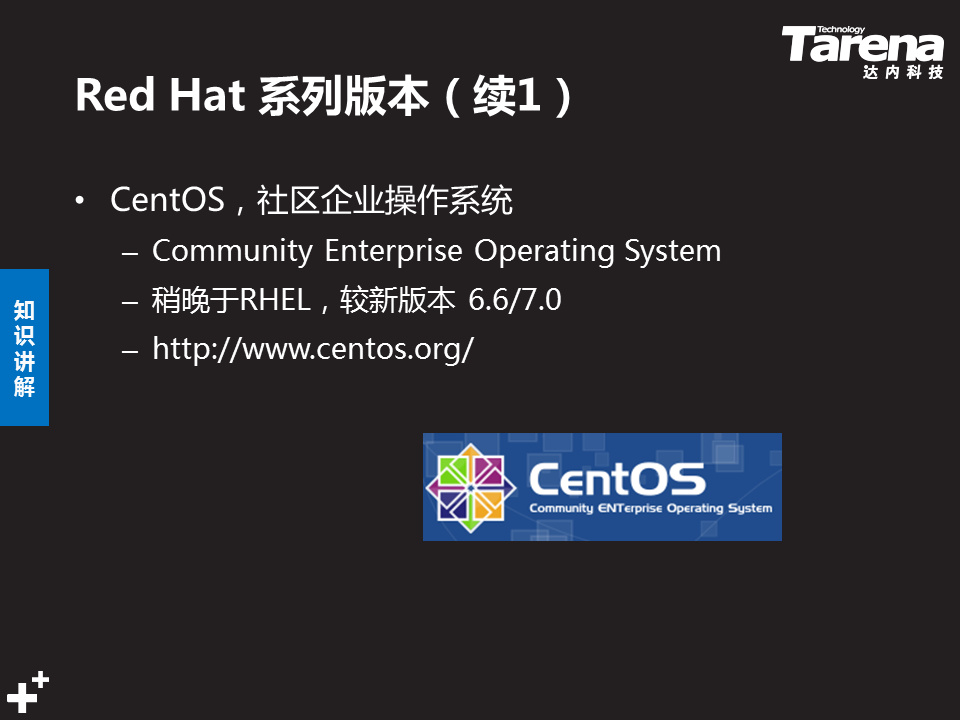 Technology
Tarena
达内科技
Red Hat 系列版本（续1）
• CentOS，社区企业操作系统
– Community Enterprise Operating System
– 稍晚于RHEL，较新版本 6.6/7.0
– http://www.centos.org/
知识讲解
CentOS
Community ENTerprise Operating System